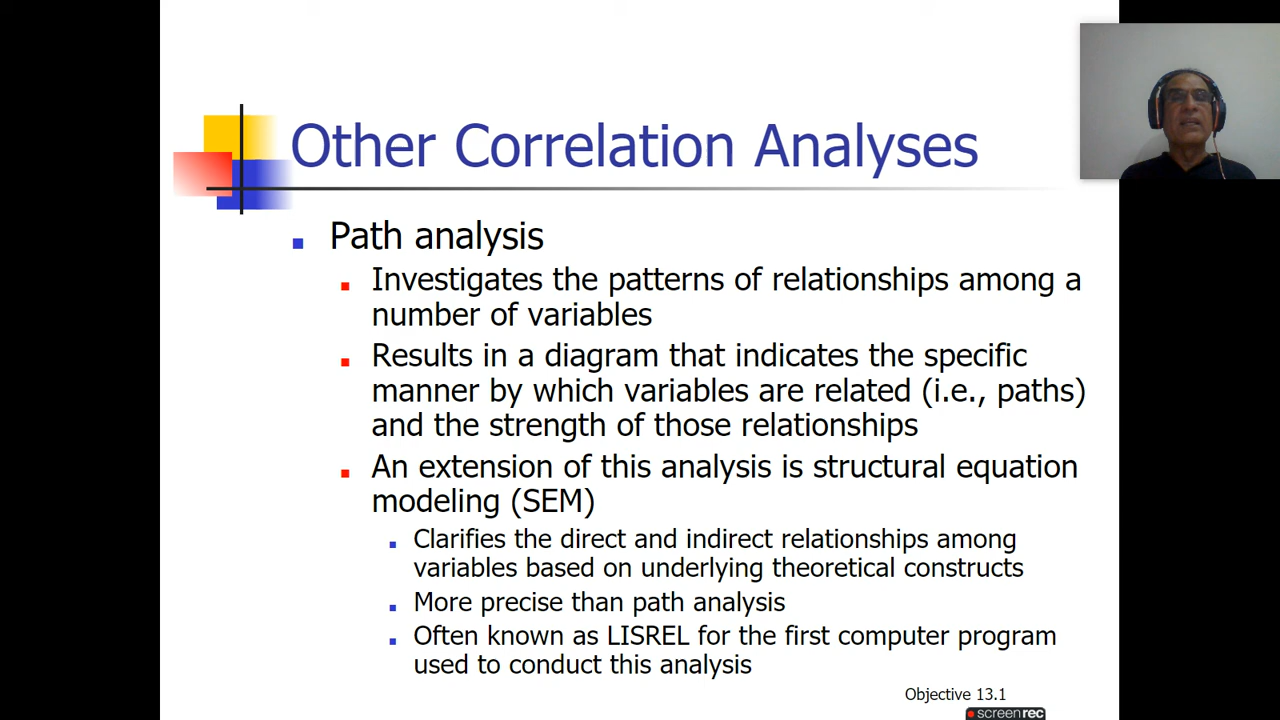 Other Correlation Analyses
Path analysis
Investigates the patterns of relationships among a
number of variables
Results in a diagram that indicates the specific
manner by which variables are related (i.e., paths)
and the strength of those relationships
An extension of this analysis is structural equation
modeling (SEM)
Clarifies the direct and indirect relationships among
variables based on underlying theoretical constructs
More precise than path analysis
Often known as LISREL for the first computer program
used to conduct this analysis
Objective 13.1
screenrec